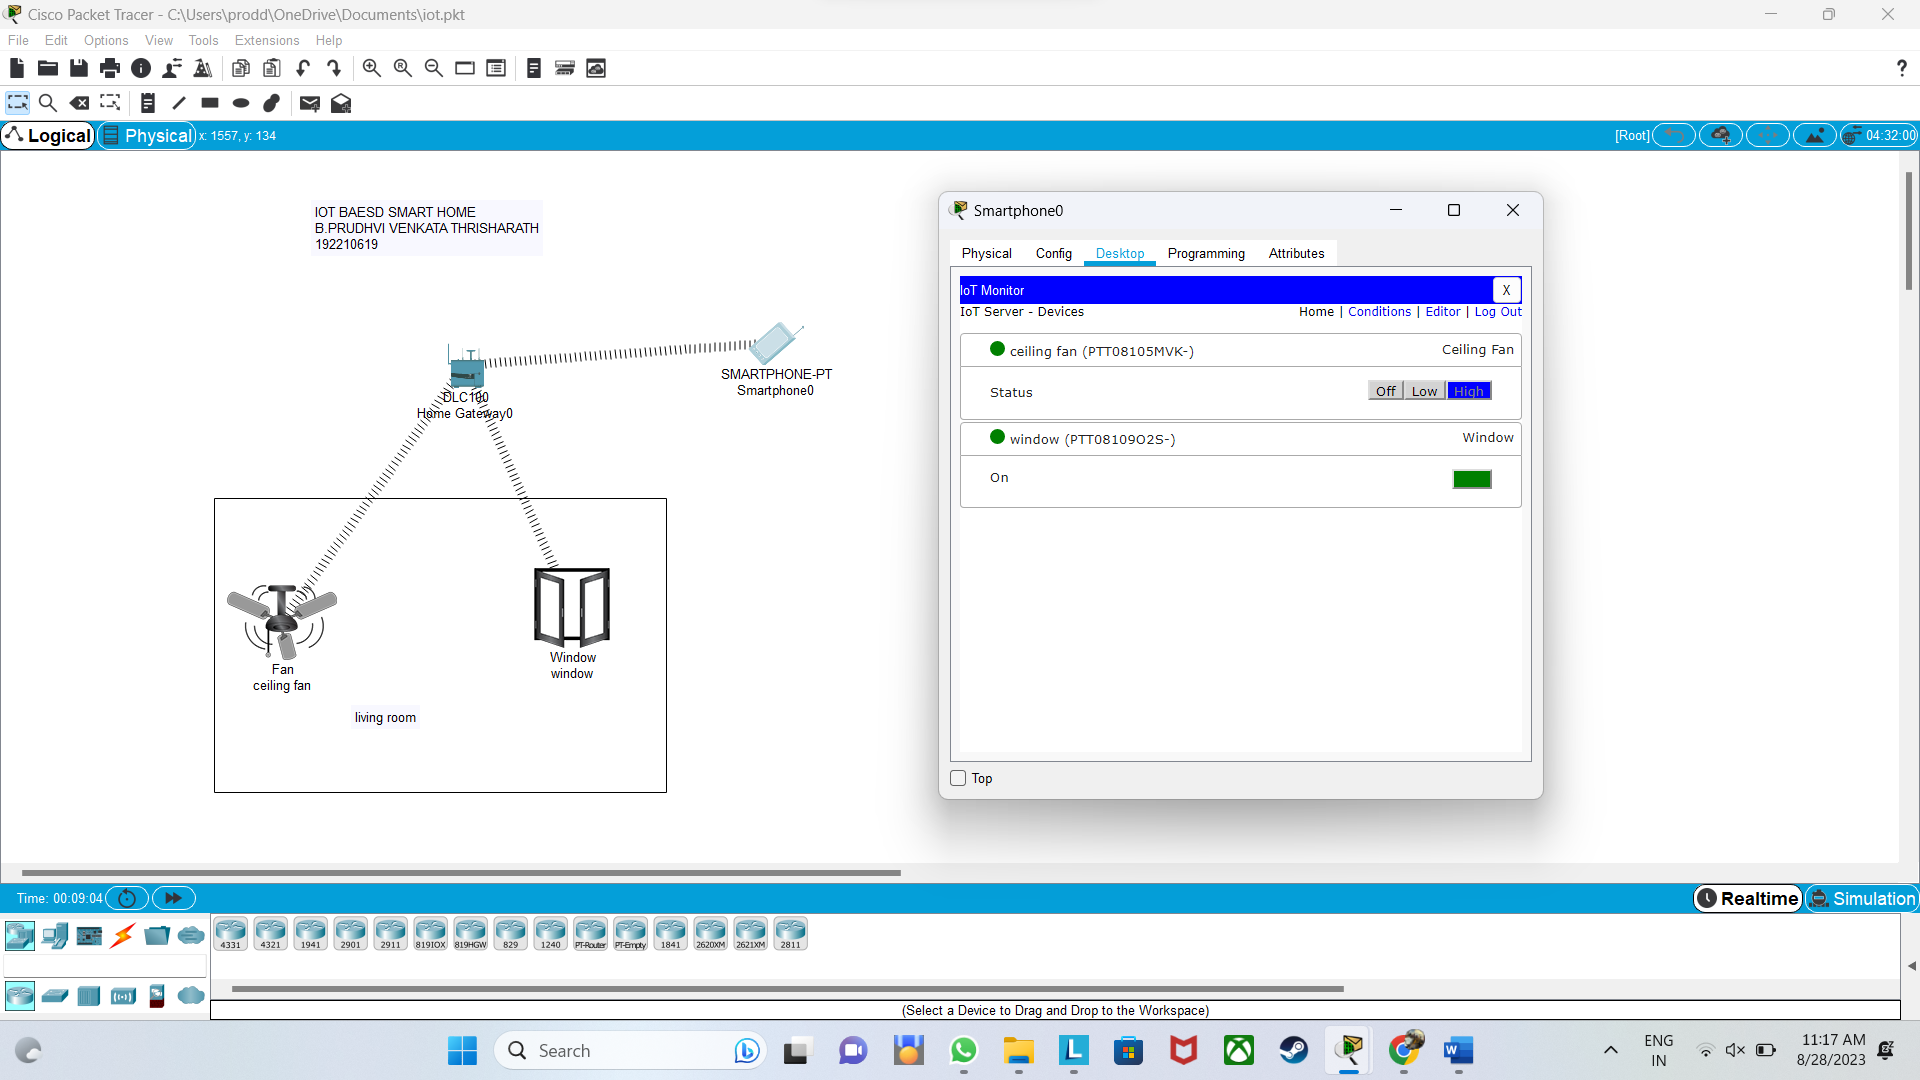 Cisco Packet Tracer - C:\Users\prodd\OneDrive\Documents\iot.pkt
File Edit Options View Tools Extensions Help
?
Logical Physical x: 1557, y: 134 [Root] 04:32:00
IOT BAESD SMART HOME
B.PRUDHVI VENKATA THRISHARATH
192210619
SMARTPHONE-PT
Smartphone0
DLC100
Home Gateway0
Fan
ceiling fan
Window
window
living room
Smartphone0
Physical Config Desktop Programming Attributes
IoT Monitor X
IoT Server - Devices Home | Conditions | Editor | Log Out
ceiling fan (PTT08105MVK-) Ceiling Fan
Status Off Low High
window (PTT08109O2S-) Window
On
Top
Time: 00:09:04 Realtime Simulation
4331 4321 1941 2901 2911 819IOX 819HGW 829 1240 PT-Router PT-Empty 1841 2620XM 2621XM 2811
(Select a Device to Drag and Drop to the Workspace)
Search
ENG
IN
11:17 AM
8/28/2023